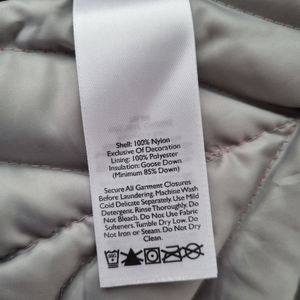 Shell: 100% Nylon
Exclusive Of Decoration
Lining: 100% Polyester
Insulation: Goose Down
(Minimum 85% Down)
Secure All Garment Closures
Before Laundering. Machine Wash
Cold Delicate Separately. Use Mild
Detergent. Rinse Thoroughly. Do
Not Bleach. Do Not Use Fabric
Softeners. Tumble Dry Low. Do
Not Iron or Steam. Do Not Dry
Clean